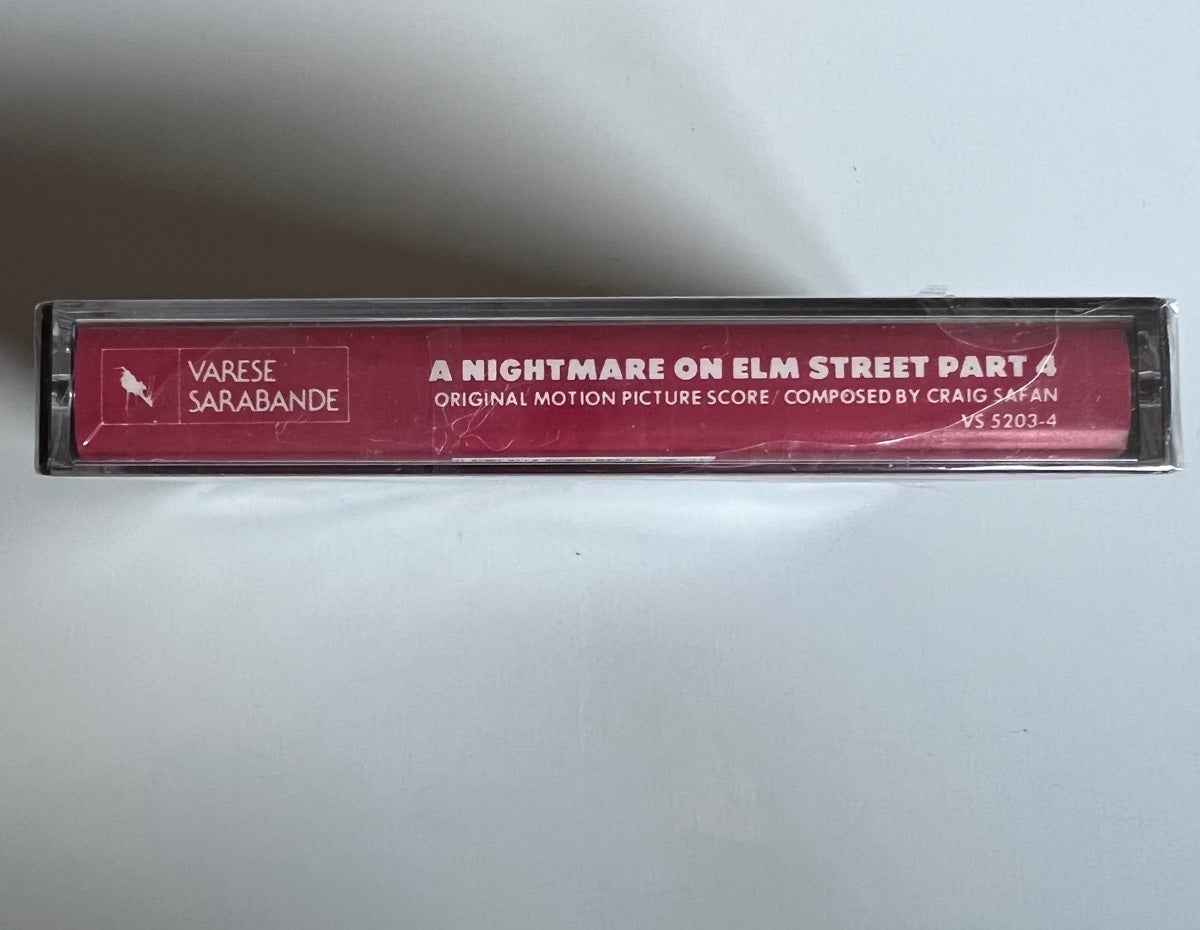 VARESE
SARABANDE
A NIGHTMARE ON ELM STREET PART 4
ORIGINAL MOTION PICTURE SCORE / COMPOSED BY CRAIG SAFAN
VS 5203-4